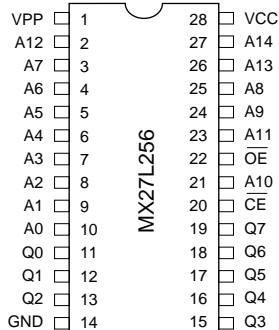 VPP 1 28 VCC
A12 2 27 A14
A7 3 26 A13
A6 4 25 A8
A5 5 24 A9
A4 6 23 A11
A3 7 22 OE
A2 8 21 A10
A1 9 20 CE
A0 10 19 Q7
Q0 11 18 Q6
Q1 12 17 Q5
Q2 13 16 Q4
GND 14 15 Q3
MX27L256